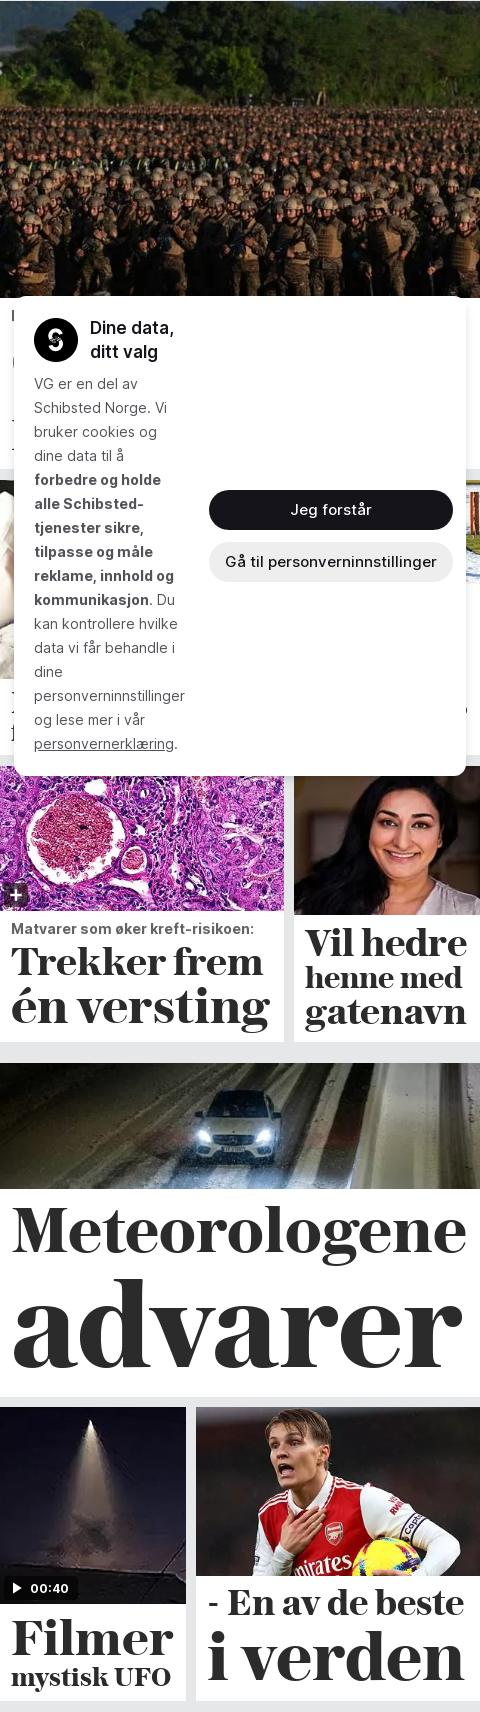 Dine data,
ditt valg
VG er en del av
Schibsted Norge. Vi
bruker cookies og
dine data til å
forbedre og holde
alle Schibsted-
tjenester sikre,
tilpasse og måle
reklame, innhold og
kommunikasjon. Du
kan kontrollere hvilke
data vi får behandle i
dine
personverninnstillinger
og lese mer i vår
personvernerklæring.
Jeg forstår
Gå til personverninnstillinger
Matvarer som øker kreft-risikoen:
Trekker frem
én versting
Vil hedre
henne med
gatenavn
Meteorologene
advarer
00:40
Filmer
mystisk UFO
- En av de beste
i verden